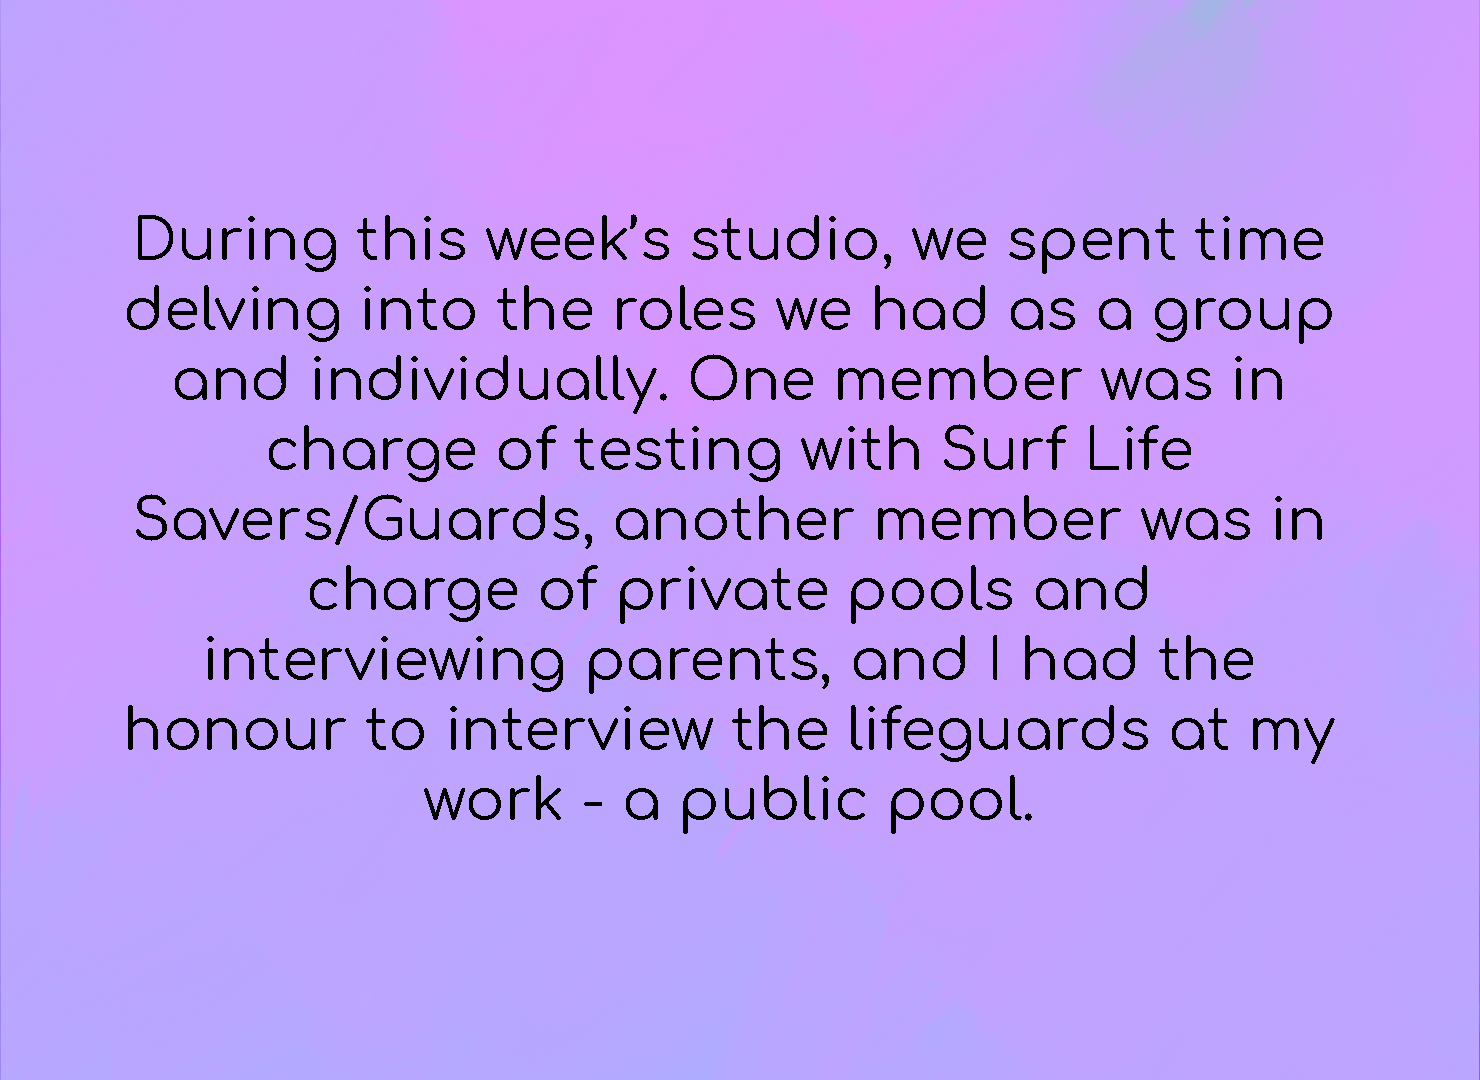 During this week's studio, we spent time
delving into the roles we had as a group
and individually. One member was in
charge of testing with Surf Life
Savers/Guards, another member was in
charge of private pools and
interviewing parents, and I had the
honour to interview the lifeguards at my
work - a public pool.